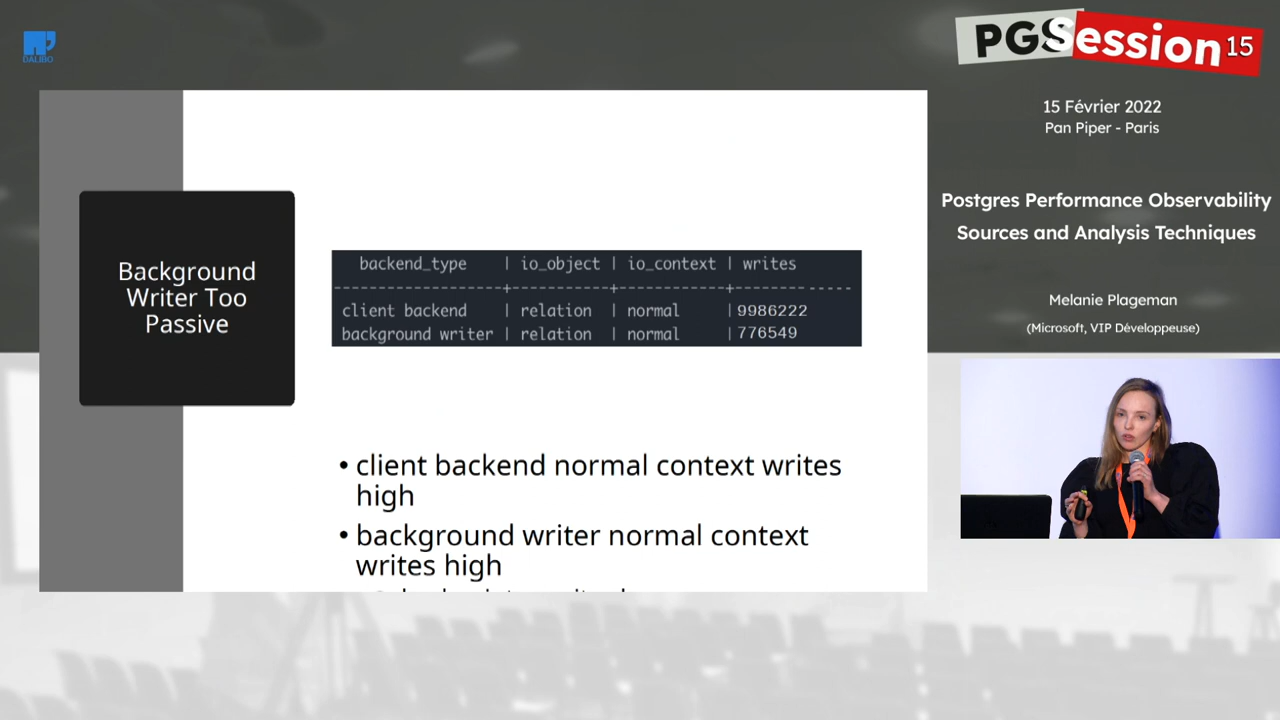 DALIBO
PGSession 15
15 Février 2022
Pan Piper - Paris
Postgres Performance Observability
Sources and Analysis Techniques
Melanie Plageman
(Microsoft, VIP Développeuse)
Background
Writer Too
Passive
backend_type | io_object | io_context | writes
------------------+-----------+------------+-------------
client backend | relation | normal |9986222
background writer | relation | normal |776549
• client backend normal context writes
high
• background writer normal context
writes high